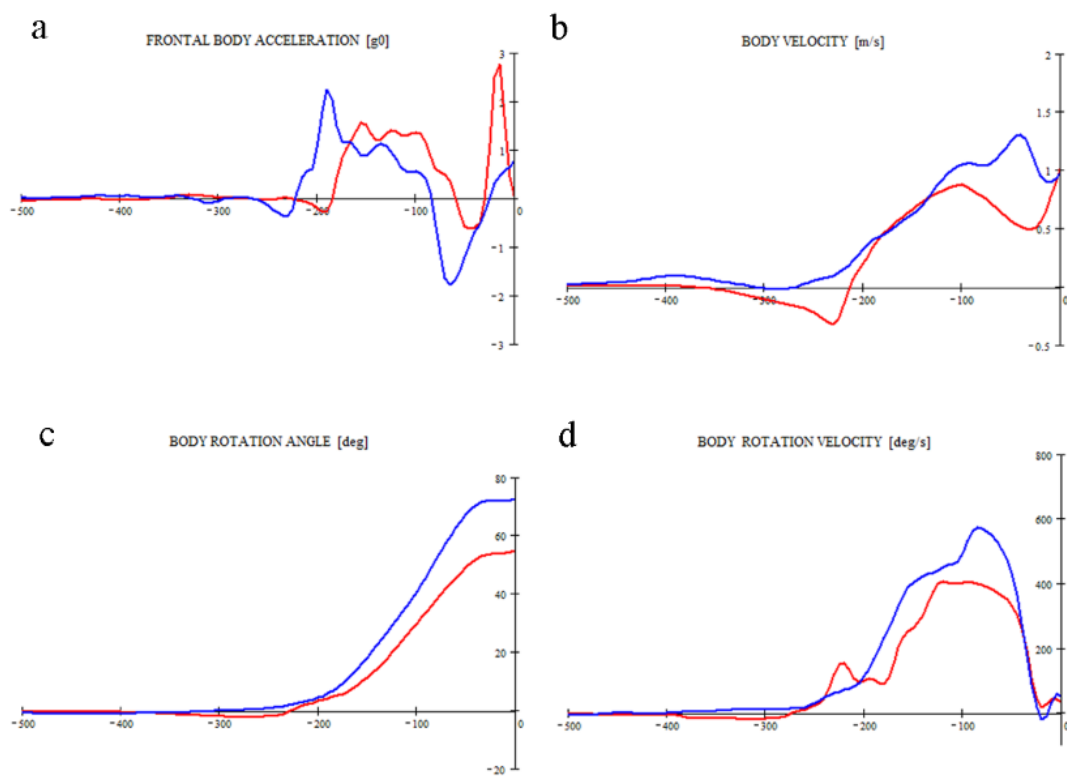 a
FRONTAL BODY ACCELERATION [g0]
3
2
1
-500 -400 -300 -200 -100 0
-1
-2
-3
b
BODY VELOCITY [m/s]
2
1.5
1
0.5
-500 -400 -300 -200 -100 0
-0.5
c
BODY ROTATION ANGLE [deg]
80
60
40
20
-500 -400 -300 -200 -100 0
-20
d
BODY ROTATION VELOCITY [deg/s]
800
600
400
200
-500 -400 -300 -200 -100 0